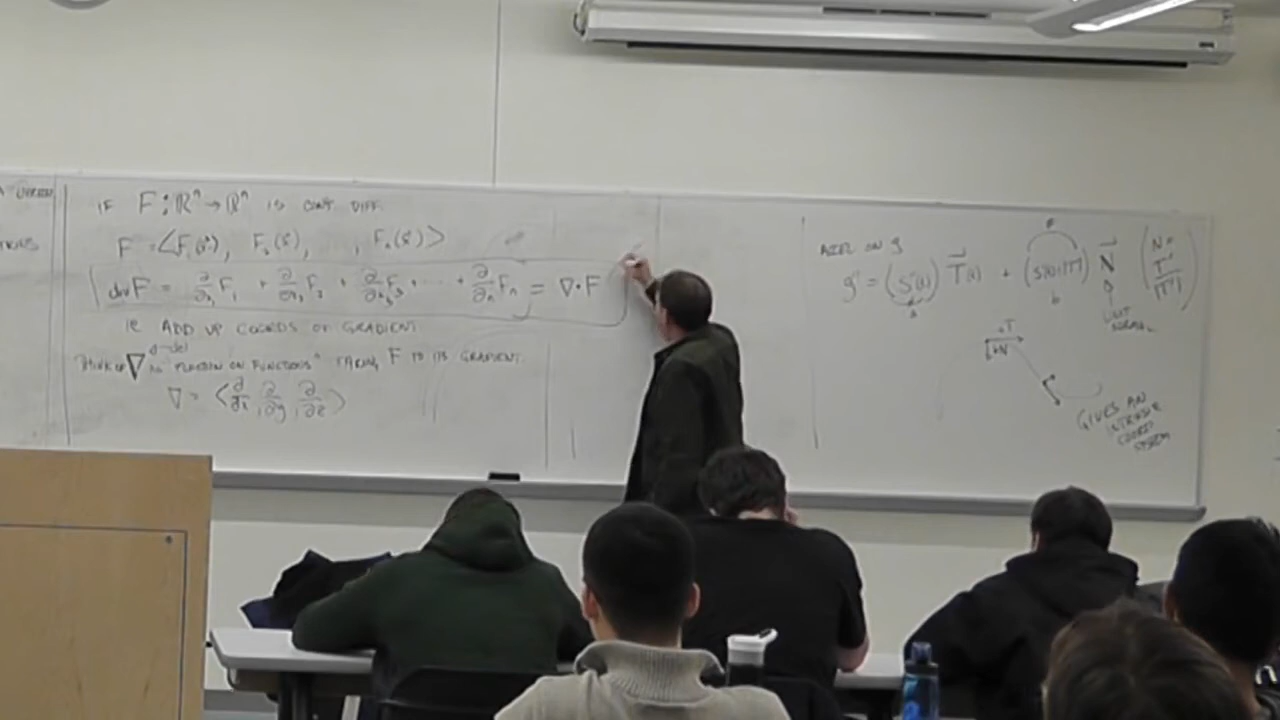 IF F: ℝⁿ → ℝⁿ IS CONT. DIFF.
F = ⟨F₁(x⃗), F₂(x⃗), , Fₙ(x⃗)⟩
div F = ∂/∂x₁ F₁ + ∂/∂x₂ F₂ + ∂/∂x₃ F₃ + ⋯ + ∂/∂xₙ Fₙ = ∇·F
IE ADD UP COORDS OF GRADIENT
THINK OF ∇ AS "FUNCTION ON FUNCTIONS" TAKING F TO ITS GRADIENT.
∇ = ⟨∂/∂x, ∂/∂y, ∂/∂z⟩
ACCEL ON g
g'' = (S''(t)) T⃗(t) + (S'(t)|T'|) N⃗ (N = T'/|T'|)
a
b
UNIT NORMAL
aT
bN
GIVES AN
INTRINSIC
COORD
SYSTEM